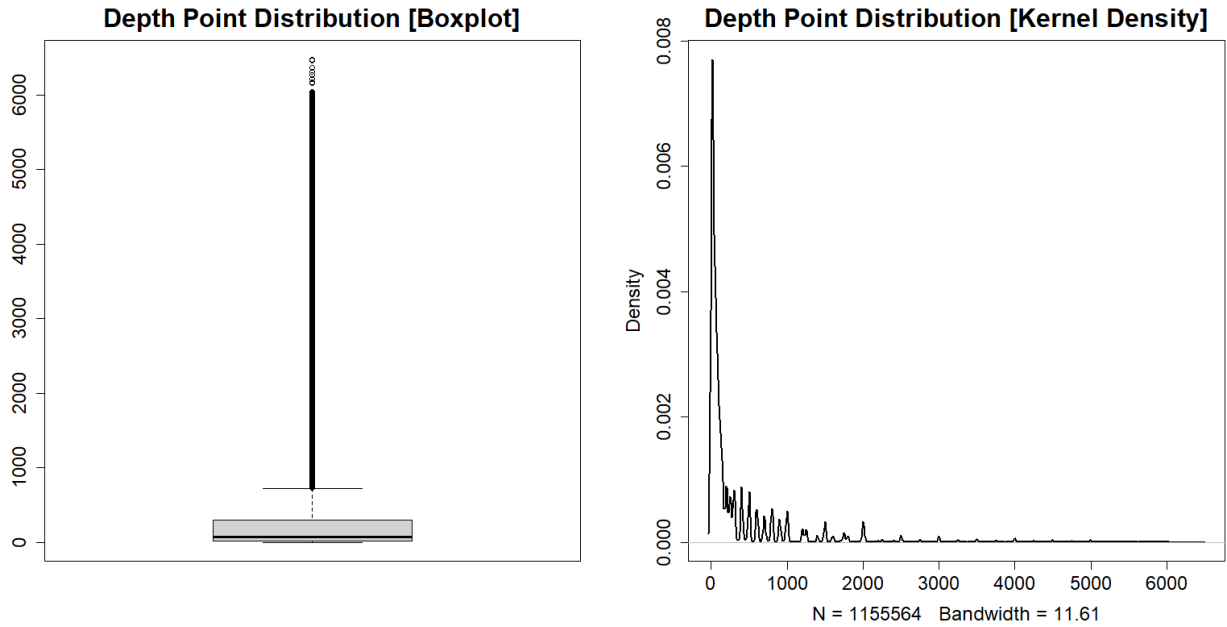 Depth Point Distribution [Boxplot]
6000
5000
4000
3000
2000
1000
0
Depth Point Distribution [Kernel Density]
0.008
0.006
0.004
0.002
0.000
Density
0 1000 2000 3000 4000 5000 6000
N = 1155564 Bandwidth = 11.61